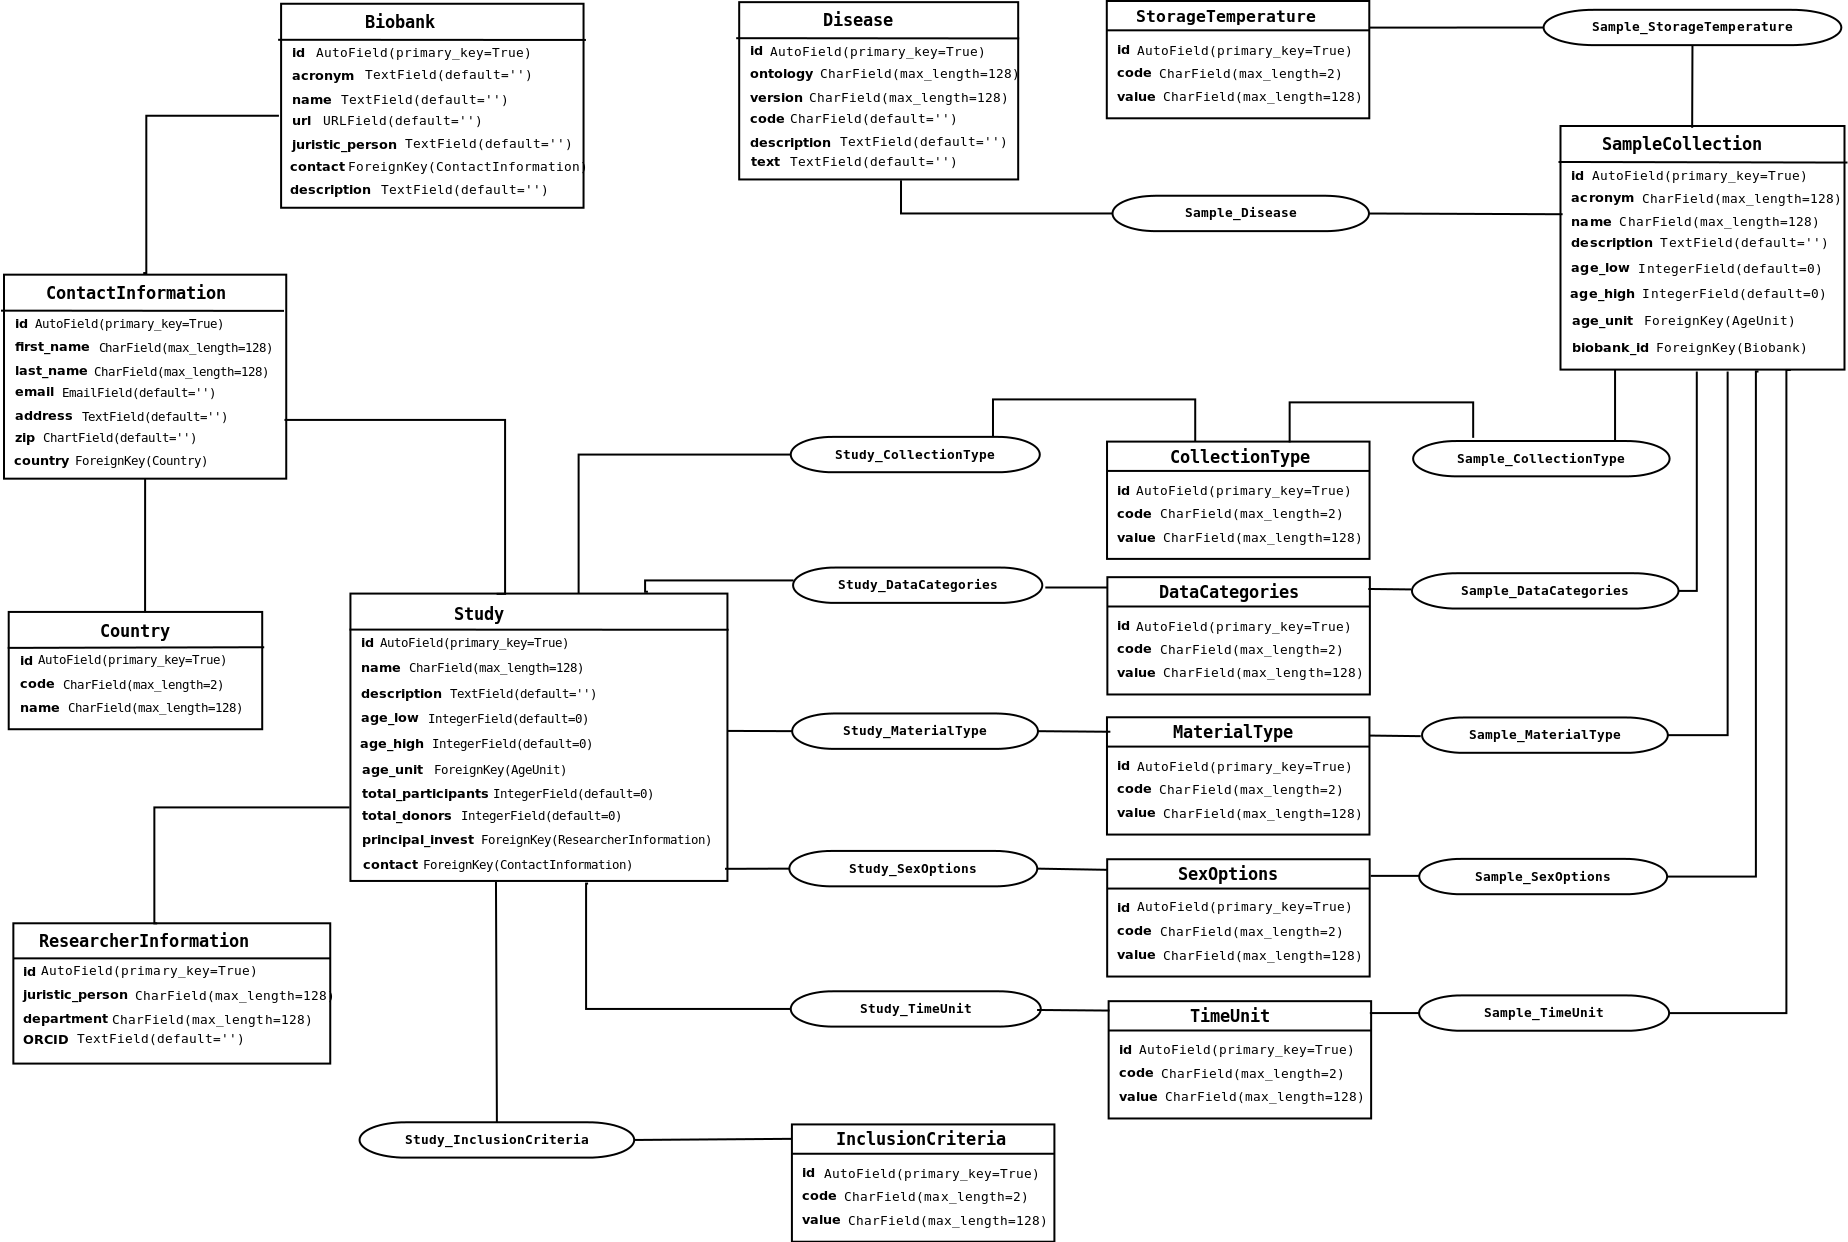 Biobank
id AutoField(primary_key=True)
acronym TextField(default='')
name TextField(default='')
url URLField(default='')
juristic_person TextField(default='')
contact ForeignKey(ContactInformation)
description TextField(default='')
Disease
id AutoField(primary_key=True)
ontology CharField(max_length=128)
version CharField(max_length=128)
code CharField(default='')
description TextField(default='')
text TextField(default='')
StorageTemperature
id AutoField(primary_key=True)
code CharField(max_length=2)
value CharField(max_length=128)
Sample_StorageTemperature
SampleCollection
id AutoField(primary_key=True)
acronym CharField(max_length=128)
name CharField(max_length=128)
description TextField(default='')
age_low IntegerField(default=0)
age_high IntegerField(default=0)
age_unit ForeignKey(AgeUnit)
biobank_id ForeignKey(Biobank)
Sample_Disease
ContactInformation
id AutoField(primary_key=True)
first_name CharField(max_length=128)
last_name CharField(max_length=128)
email EmailField(default='')
address TextField(default='')
zip ChartField(default='')
country ForeignKey(Country)
Study_CollectionType
CollectionType
id AutoField(primary_key=True)
code CharField(max_length=2)
value CharField(max_length=128)
Sample_CollectionType
Study_DataCategories
DataCategories
id AutoField(primary_key=True)
code CharField(max_length=2)
value CharField(max_length=128)
Sample_DataCategories
Country
id AutoField(primary_key=True)
code CharField(max_length=2)
name CharField(max_length=128)
Study
id AutoField(primary_key=True)
name CharField(max_length=128)
description TextField(default='')
age_low IntegerField(default=0)
age_high IntegerField(default=0)
age_unit ForeignKey(AgeUnit)
total_participants IntegerField(default=0)
total_donors IntegerField(default=0)
principal_invest ForeignKey(ResearcherInformation)
contact ForeignKey(ContactInformation)
Study_MaterialType
MaterialType
id AutoField(primary_key=True)
code CharField(max_length=2)
value CharField(max_length=128)
Sample_MaterialType
Study_SexOptions
SexOptions
id AutoField(primary_key=True)
code CharField(max_length=2)
value CharField(max_length=128)
Sample_SexOptions
ResearcherInformation
id AutoField(primary_key=True)
juristic_person CharField(max_length=128)
department CharField(max_length=128)
ORCID TextField(default='')
Study_TimeUnit
TimeUnit
id AutoField(primary_key=True)
code CharField(max_length=2)
value CharField(max_length=128)
Sample_TimeUnit
Study_InclusionCriteria
InclusionCriteria
id AutoField(primary_key=True)
code CharField(max_length=2)
value CharField(max_length=128)